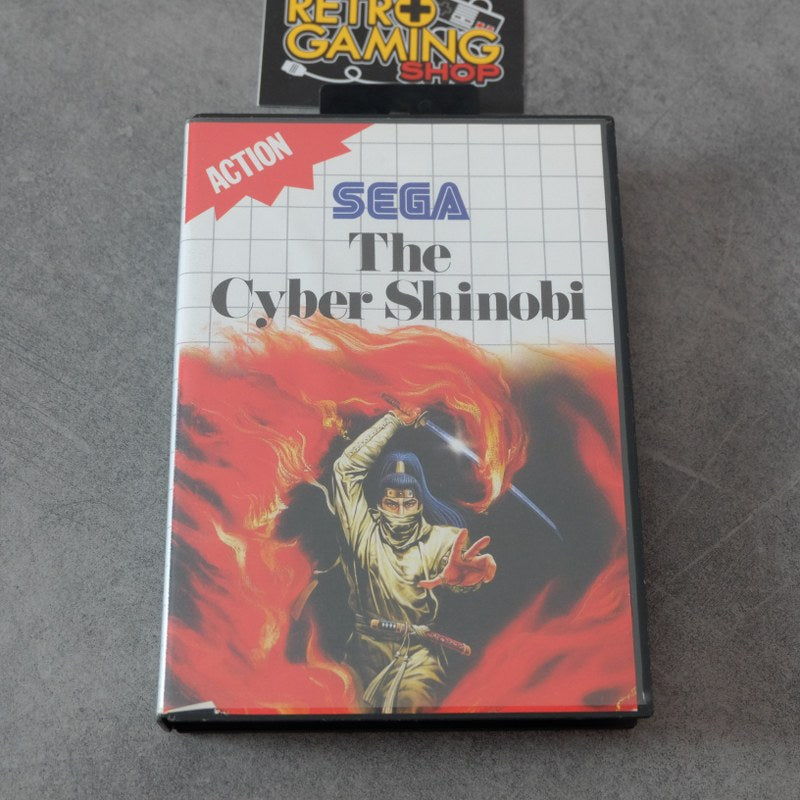 RETRO
GAMING
SHOP
ACTION
SEGA
The
Cyber Shinobi